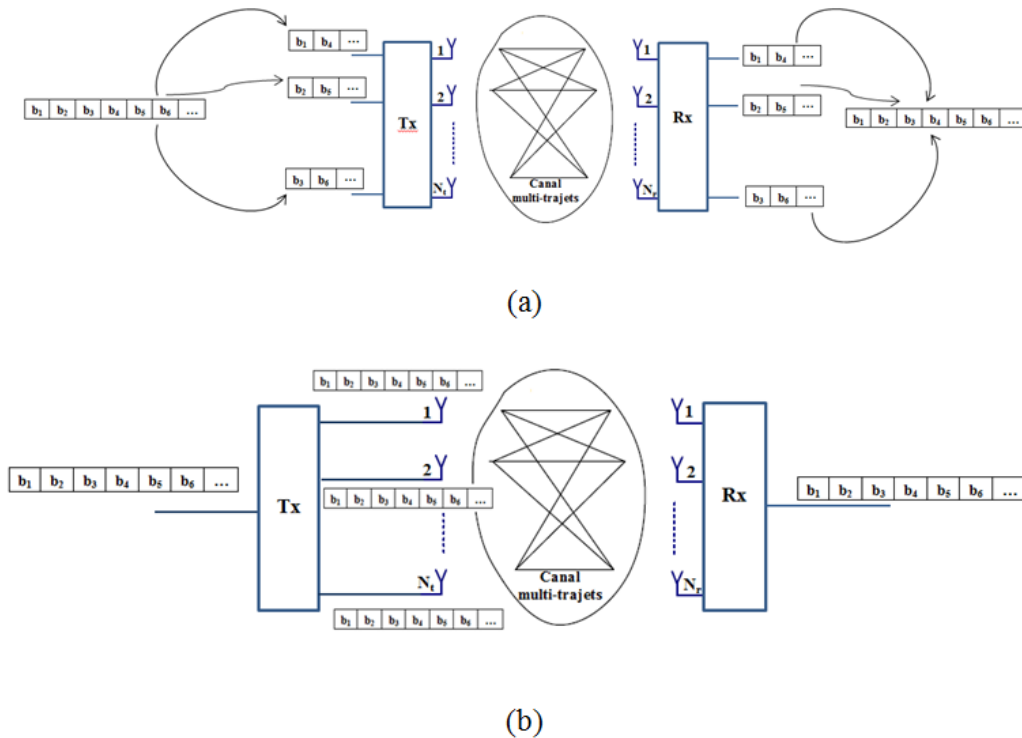 b1 b4 ...
1
1
b1 b4 ...
b2 b5 ...
2
2
b2 b5 ...
b1 b2 b3 b4 b5 b6 ...
Tx
Rx
b1 b2 b3 b4 b5 b6 ...
b3 b6 ...
Nt
Canal
multi-trajets
Nr
b3 b6 ...
(a)
b1 b2 b3 b4 b5 b6 ...
1
1
b1 b2 b3 b4 b5 b6 ...
2
2
b1 b2 b3 b4 b5 b6 ...
b1 b2 b3 b4 b5 b6 ...
Tx
Rx
Nt
Canal
multi-trajets
Nr
b1 b2 b3 b4 b5 b6 ...
(b)